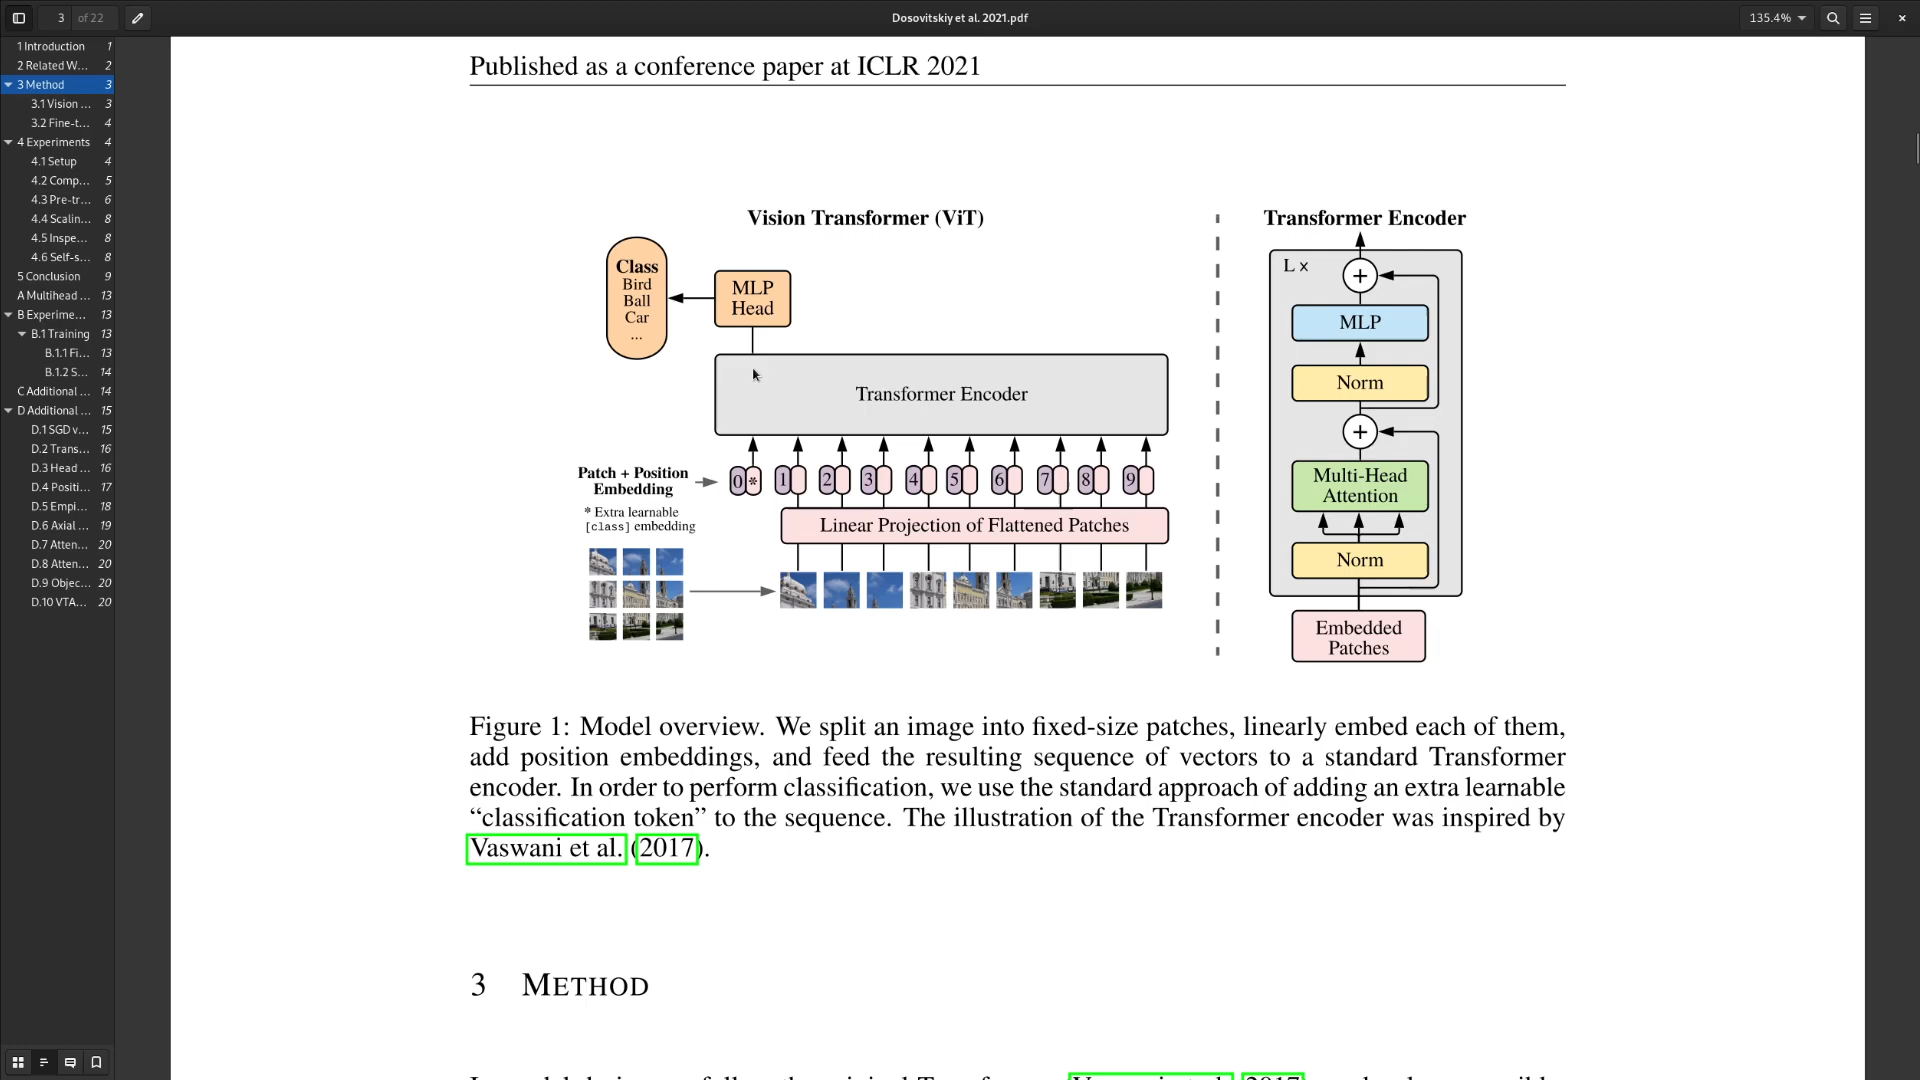 3 of 22
Dosovitskiy et al. 2021.pdf
135.4%
1 Introduction 1
2 Related W... 2
3 Method 3
3.1 Vision ... 3
3.2 Fine-t... 4
4 Experiments 4
4.1 Setup 4
4.2 Comp... 5
4.3 Pre-tr... 6
4.4 Scalin... 8
4.5 Inspe... 8
4.6 Self-s... 8
5 Conclusion 9
A Multihead ... 13
B Experime... 13
B.1 Training 13
B.1.1 Fi... 13
B.1.2 S... 14
C Additional ... 14
D Additional ... 15
D.1 SGD v... 15
D.2 Trans... 16
D.3 Head ... 16
D.4 Positi... 17
D.5 Empi... 18
D.6 Axial ... 19
D.7 Atten... 20
D.8 Atten... 20
D.9 Objec... 20
D.10 VTA... 20
Published as a conference paper at ICLR 2021
Vision Transformer (ViT)
Class
Bird
Ball
Car
...
MLP
Head
Transformer Encoder
Patch + Position
Embedding
0 * 1 2 3 4 5 6 7 8 9
* Extra learnable
[class] embedding
Linear Projection of Flattened Patches
Transformer Encoder
L x
+
MLP
Norm
+
Multi-Head
Attention
Norm
Embedded
Patches
Figure 1: Model overview. We split an image into fixed-size patches, linearly embed each of them,
add position embeddings, and feed the resulting sequence of vectors to a standard Transformer
encoder. In order to perform classification, we use the standard approach of adding an extra learnable
“classification token” to the sequence. The illustration of the Transformer encoder was inspired by
Vaswani et al. (2017).
3 METHOD